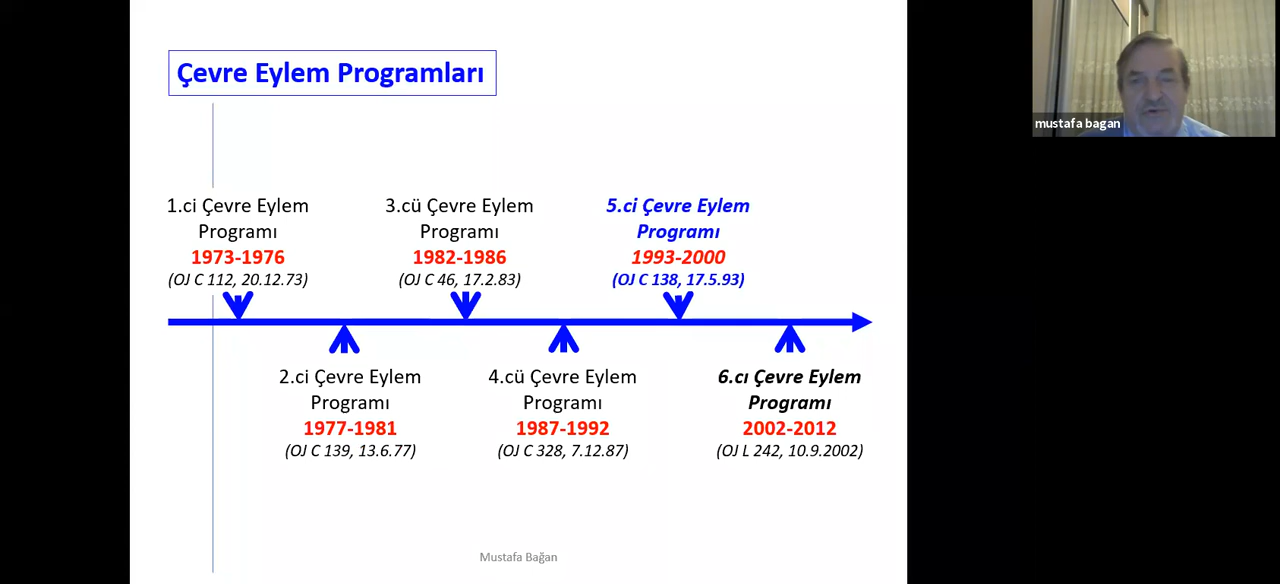 Çevre Eylem Programları
mustafa bagan
1.ci Çevre Eylem
Programı
1973-1976
(OJ C 112, 20.12.73)
3.cü Çevre Eylem
Programı
1982-1986
(OJ C 46, 17.2.83)
5.ci Çevre Eylem
Programı
1993-2000
(OJ C 138, 17.5.93)
2.ci Çevre Eylem
Programı
1977-1981
(OJ C 139, 13.6.77)
4.cü Çevre Eylem
Programı
1987-1992
(OJ C 328, 7.12.87)
6.cı Çevre Eylem
Programı
2002-2012
(OJ L 242, 10.9.2002)
Mustafa Bağan